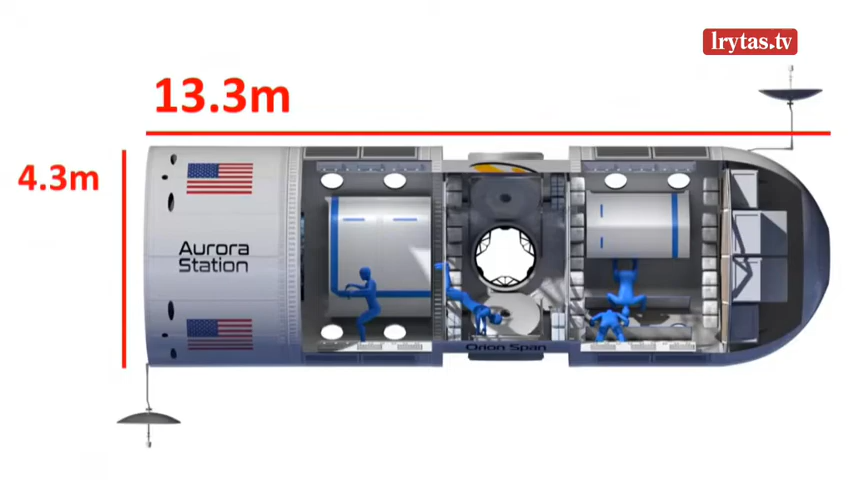 lrytas.tv
13.3m
4.3m
Aurora
Station
Orion Span